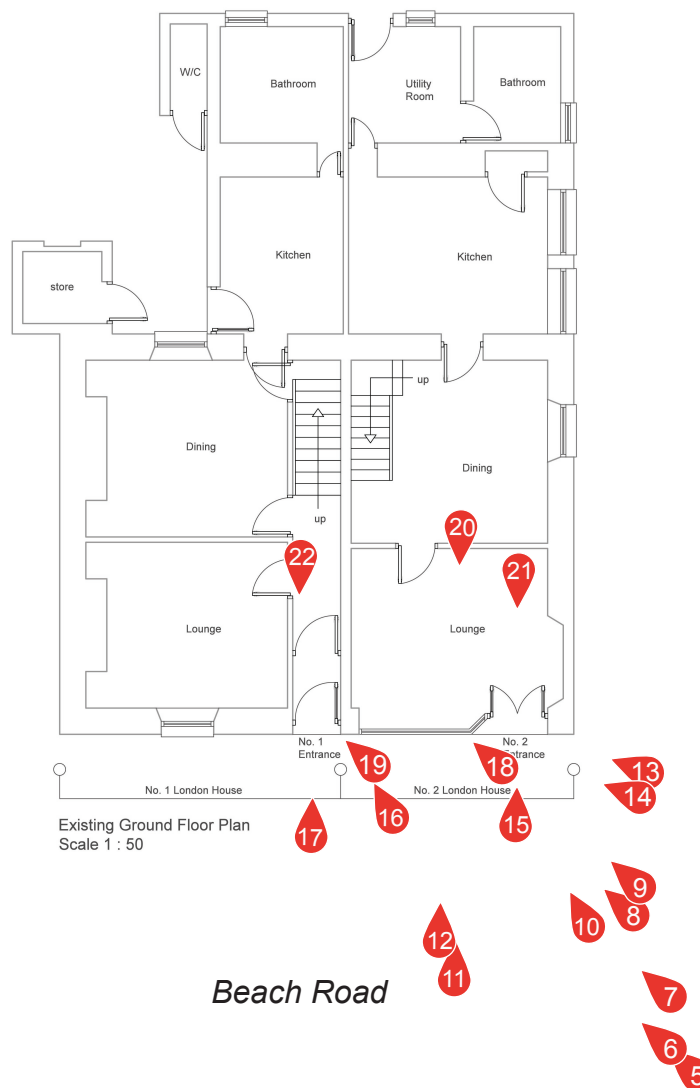 W/C
Bathroom
Utility
Room
Bathroom
store
Kitchen
Kitchen
up
Dining
Dining
up
20
22
21
Lounge
Lounge
No. 1
Entrance
No. 2
Entrance
19
18
13
14
No. 1 London House
No. 2 London House
17
16
15
Existing Ground Floor Plan
Scale 1 : 50
9
8
10
12
11
Beach Road
7
6
5